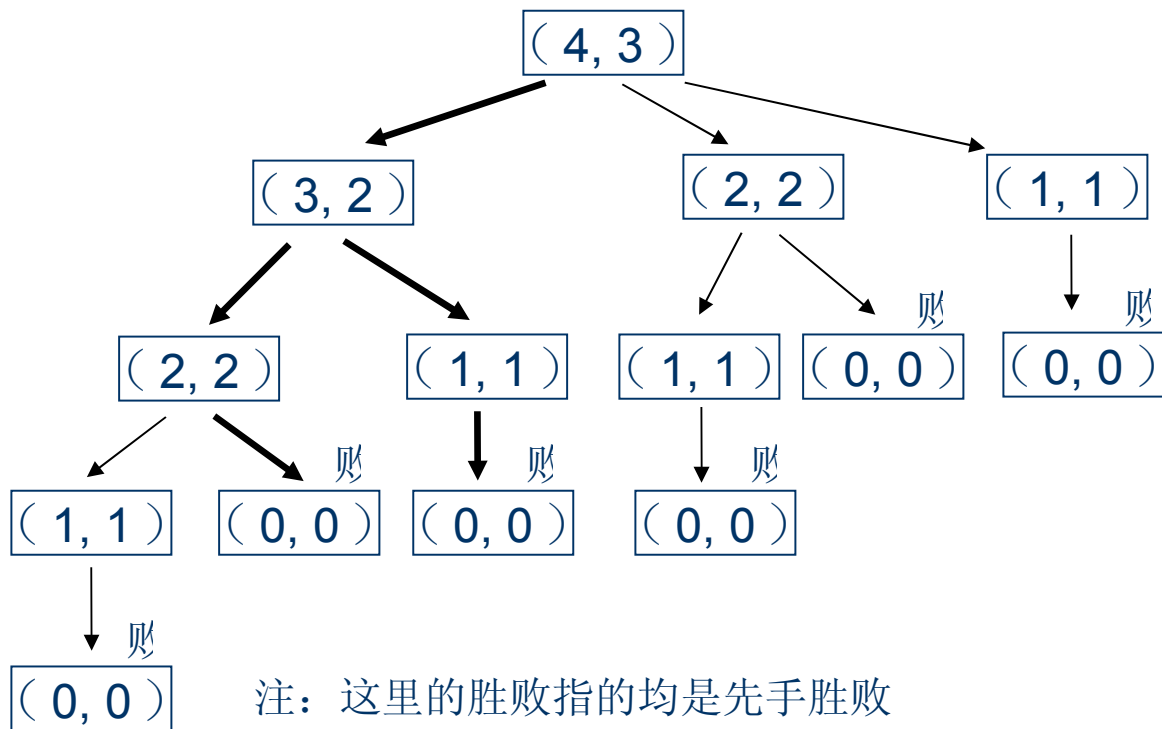 （ 4, 3 ）
（ 3, 2 ）
（ 2, 2 ）
（ 1, 1 ）
败
败
（ 2, 2 ）
（ 1, 1 ）
（ 1, 1 ）
（ 0, 0 ）
（ 0, 0 ）
败
败
败
（ 1, 1 ）
（ 0, 0 ）
（ 0, 0 ）
（ 0, 0 ）
败
（ 0, 0 ）
注：这里的胜败指的均是先手胜败